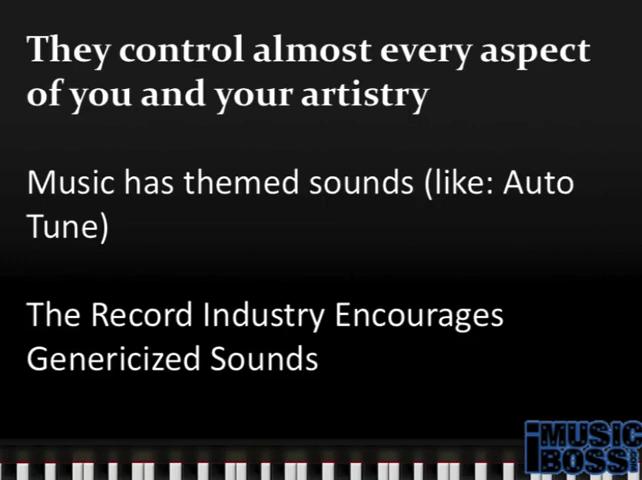 They control almost every aspect
of you and your artistry
Music has themed sounds (like: Auto
Tune)
The Record Industry Encourages
Genericized Sounds
iMUSIC
BOSS